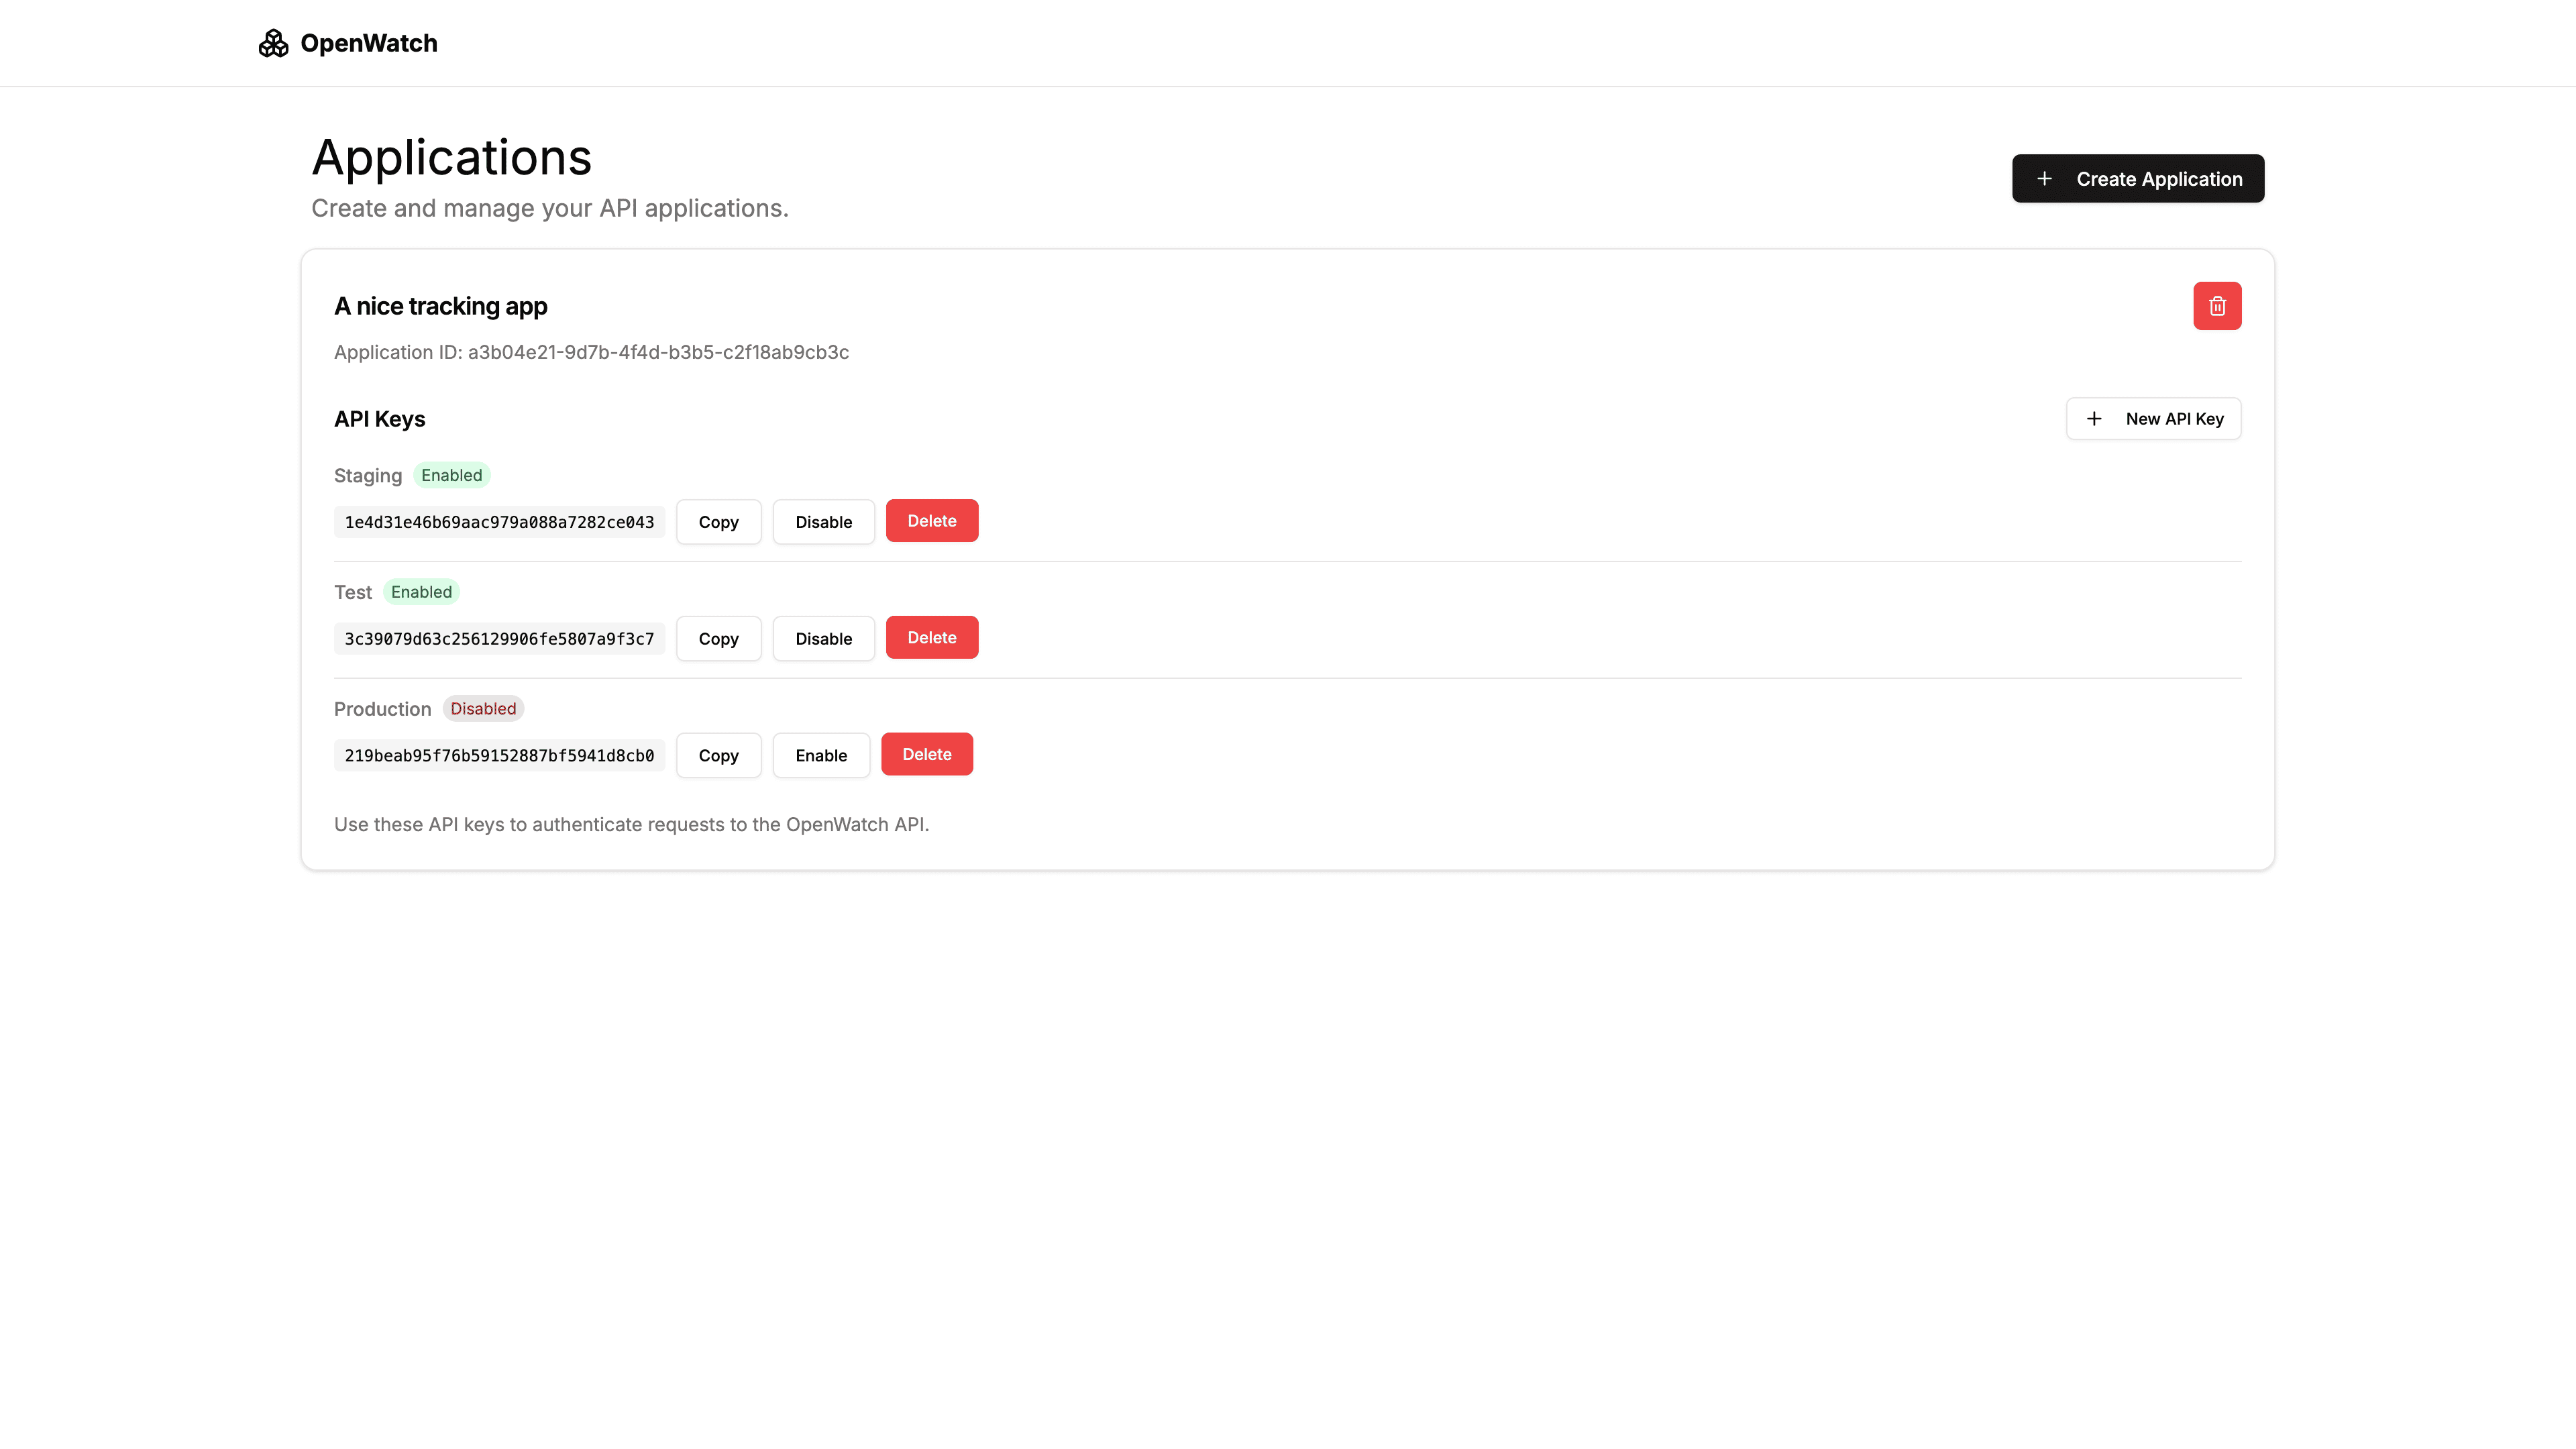 OpenWatch
Applications
Create and manage your API applications.
Create Application
A nice tracking app
Application ID: a3b04e21-9d7b-4f4d-b3b5-c2f18ab9cb3c
API Keys
New API Key
Staging Enabled
1e4d31e46b69aac979a088a7282ce043 Copy Disable Delete
Test Enabled
3c39079d63c256129906fe5807a9f3c7 Copy Disable Delete
Production Disabled
219beab95f76b59152887bf5941d8cb0 Copy Enable Delete
Use these API keys to authenticate requests to the OpenWatch API.